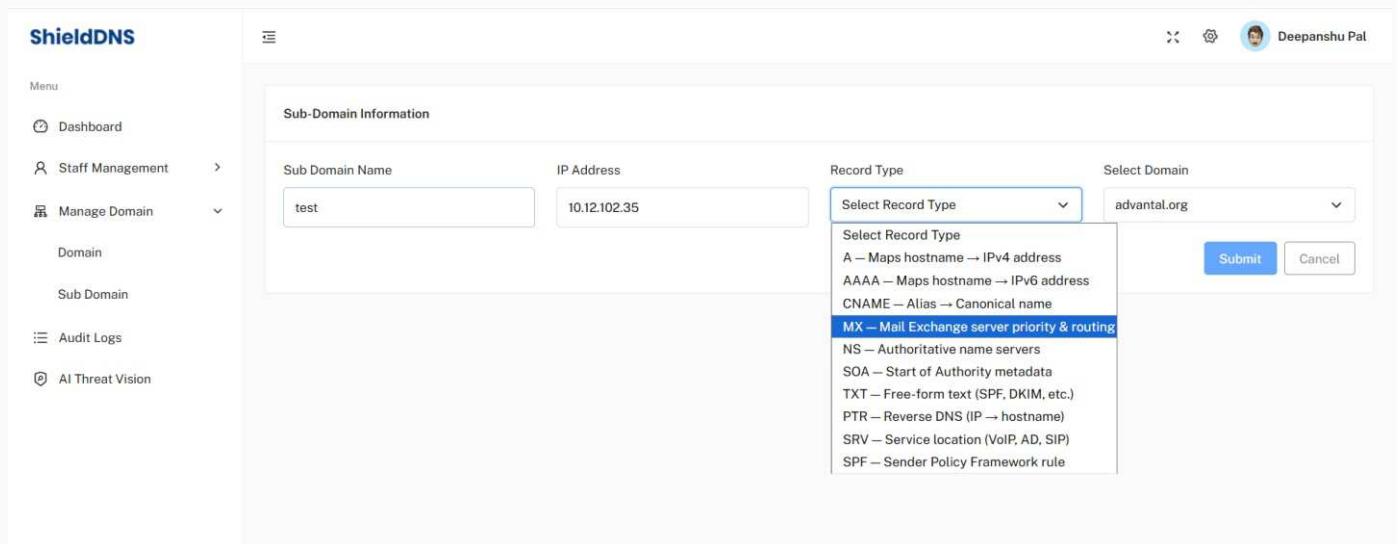 ShieldDNS
Deepanshu Pal
Menu
Dashboard
Staff Management
Manage Domain
Domain
Sub Domain
Audit Logs
AI Threat Vision
Sub-Domain Information
Sub Domain Name
test
IP Address
10.12.102.35
Record Type
Select Record Type
Select Record Type
A — Maps hostname → IPv4 address
AAAA — Maps hostname → IPv6 address
CNAME — Alias → Canonical name
MX — Mail Exchange server priority & routing
NS — Authoritative name servers
SOA — Start of Authority metadata
TXT — Free-form text (SPF, DKIM, etc.)
PTR — Reverse DNS (IP → hostname)
SRV — Service location (VoIP, AD, SIP)
SPF — Sender Policy Framework rule
Select Domain
advantal.org
Submit
Cancel